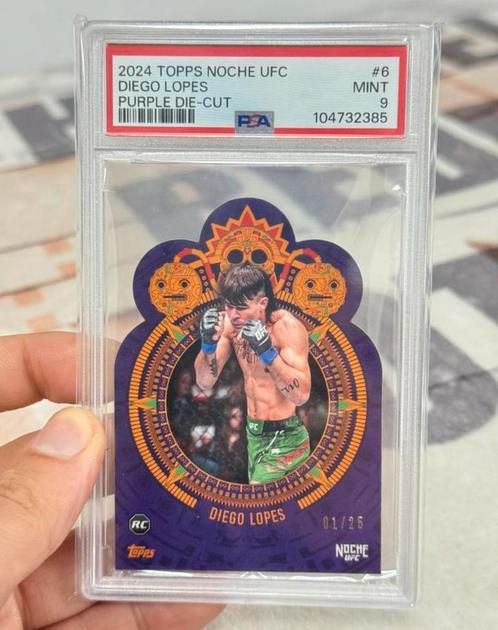 2024 TOPPS NOCHE UFC #6
DIEGO LOPES MINT
PURPLE DIE-CUT 9
PSA 104732385
UFC
DIEGO LOPES
01/25
RC
TOPPS
NOCHE
UFC